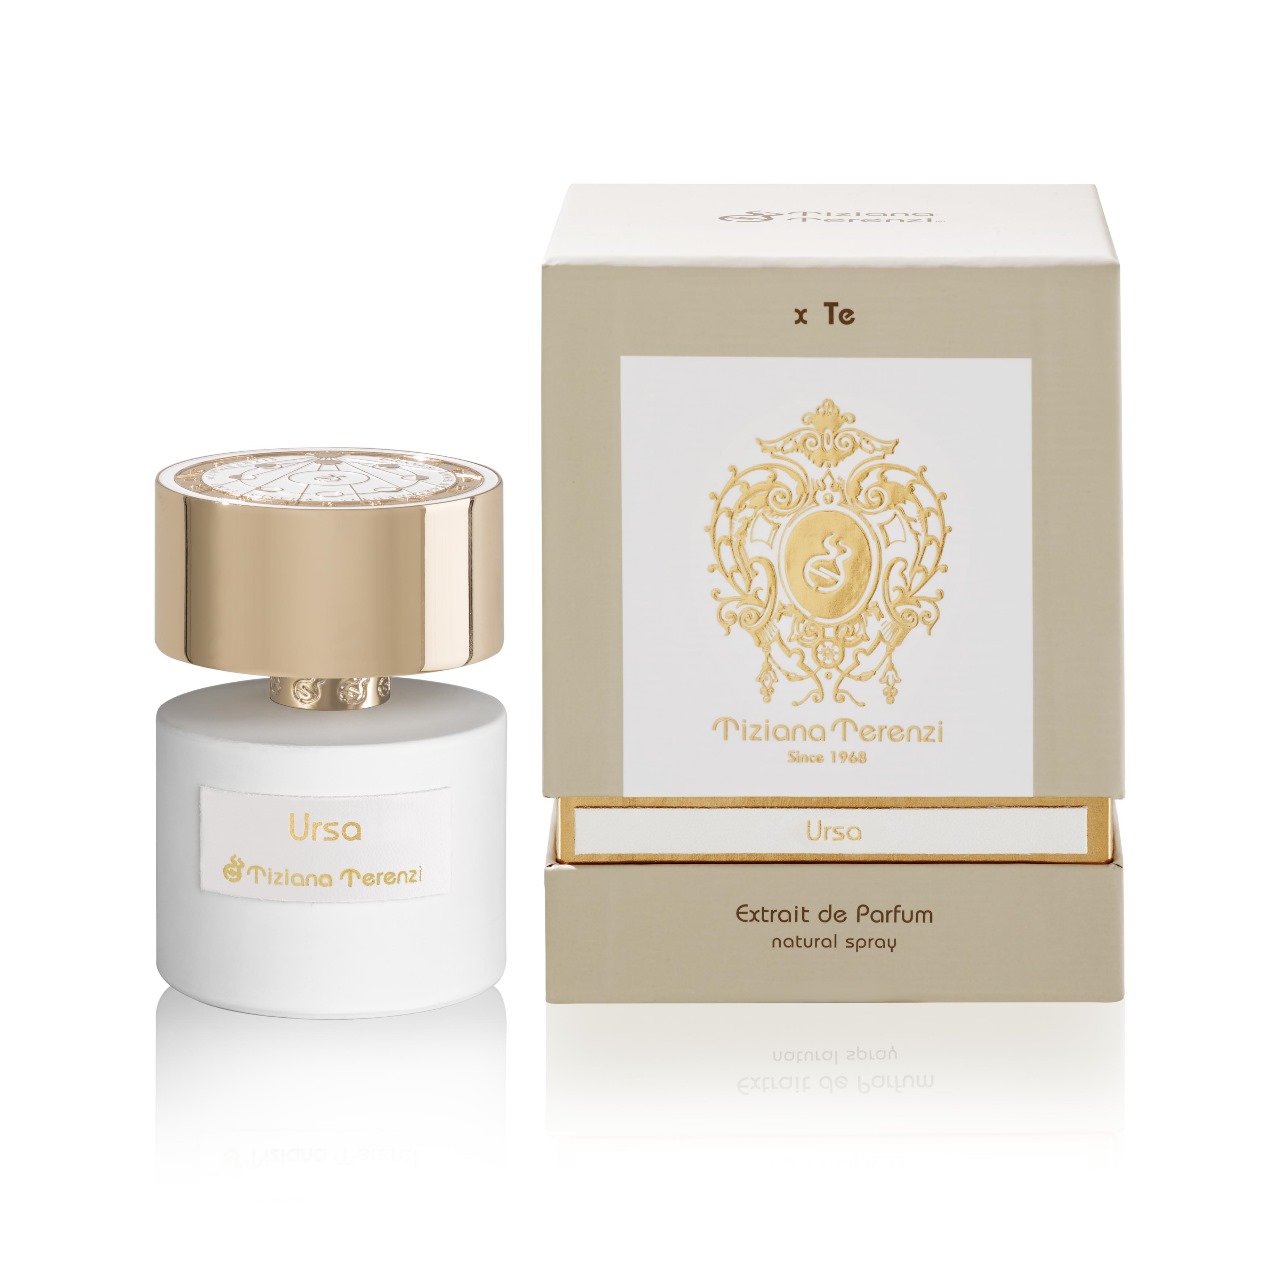 Tiziana
Terenzi
x Te
Tiziana Terenzi
Since 1968
Ursa
Extrait de Parfum
natural spray
Ursa
Tiziana Terenzi